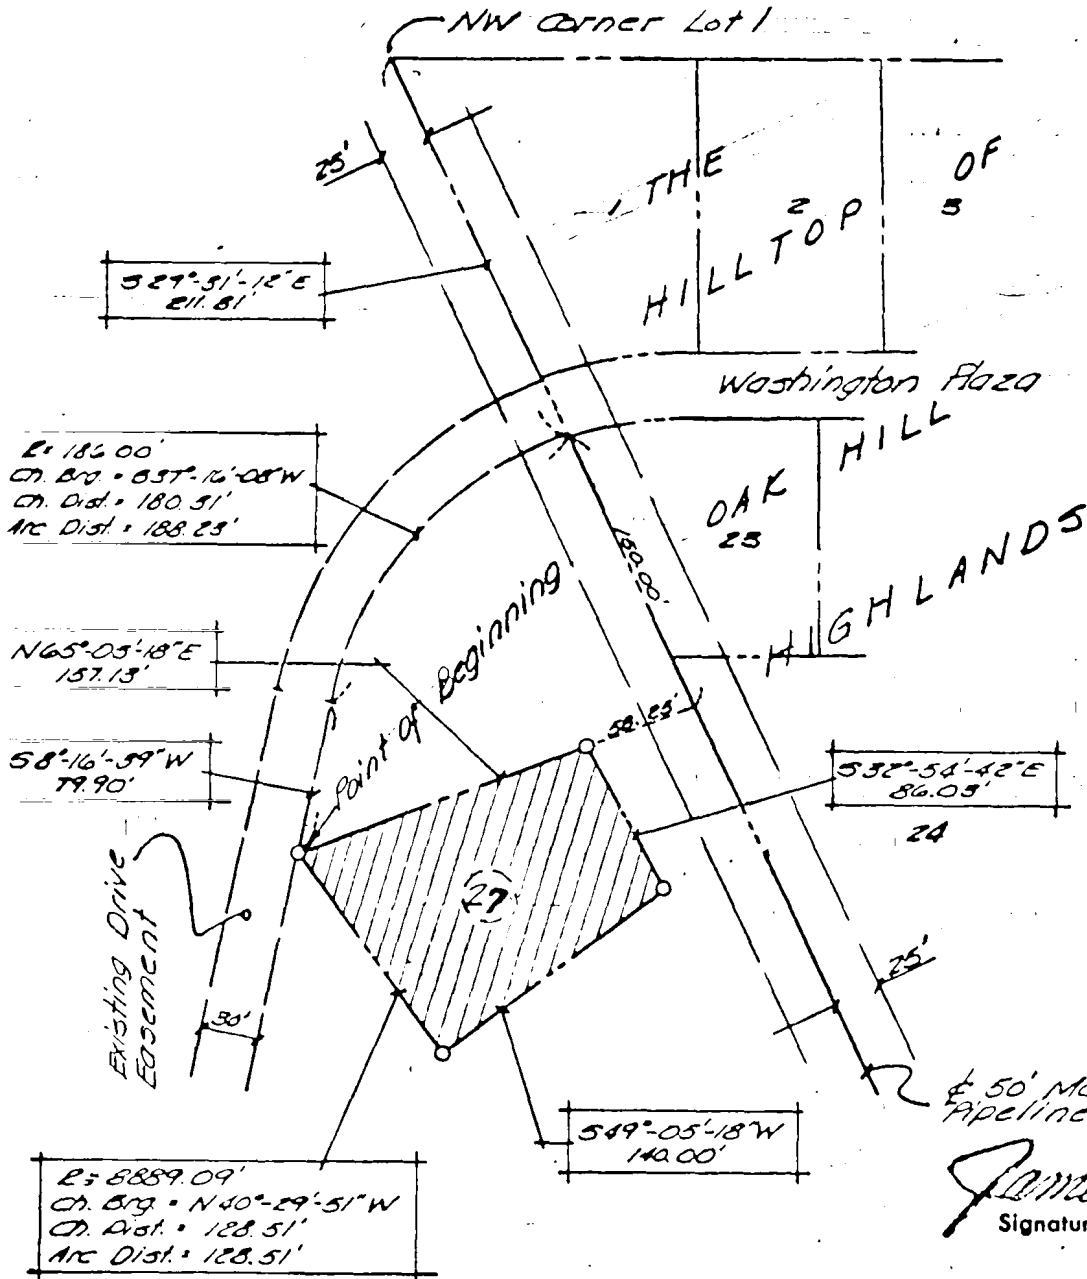 NW Corner Lot 1
25'
THE
HILLTOP
OF
2
3
S29°-31'-12"E
211.81'
Washington Plaza
R= 186.00'
Ch. Brg. = S37°-16'-08"W
Ch. Dist. = 180.31'
Arc Dist. = 188.23'
OAK
HILL
23
HIGHLANDS
150.00'
N65°-05'-18"E
157.13'
Point of Beginning
58.25'
S8°-16'-39"W
79.90'
S32°-54'-42"E
86.03'
24
27
Existing Drive
Easement
30'
25'
℄ 50'
Pipeline
S49°-05'-18"W
140.00'
R= 8889.09'
Ch. Brg. = N40°-29'-51"W
Ch. Dist. = 128.51'
Arc Dist. = 128.51'
Signatur